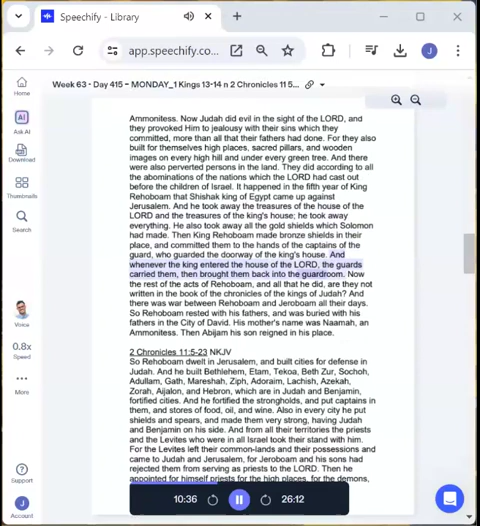 Speechify - Library
app.speechify.co...
Week 63 - Day 415 – MONDAY_1 Kings 13-14 n 2 Chronicles 11 5...
Home
AI
Ask AI
Download
Thumbnails
Search
Voice
0.8x
Speed
More
Support
J
Account
Ammonitess. Now Judah did evil in the sight of the LORD, and
they provoked Him to jealousy with their sins which they
committed, more than all that their fathers had done. For they also
built for themselves high places, sacred pillars, and wooden
images on every high hill and under every green tree. And there
were also perverted persons in the land. They did according to all
the abominations of the nations which the LORD had cast out
before the children of Israel. It happened in the fifth year of King
Rehoboam that Shishak king of Egypt came up against
Jerusalem. And he took away the treasures of the house of the
LORD and the treasures of the king's house; he took away
everything. He also took away all the gold shields which Solomon
had made. Then King Rehoboam made bronze shields in their
place, and committed them to the hands of the captains of the
guard, who guarded the doorway of the king's house. And
whenever the king entered the house of the LORD, the guards
carried them, then brought them back into the guardroom. Now
the rest of the acts of Rehoboam, and all that he did, are they not
written in the book of the chronicles of the kings of Judah? And
there was war between Rehoboam and Jeroboam all their days.
So Rehoboam rested with his fathers, and was buried with his
fathers in the City of David. His mother's name was Naamah, an
Ammonitess. Then Abijam his son reigned in his place.
2 Chronicles 11:5-23 NKJV
So Rehoboam dwelt in Jerusalem, and built cities for defense in
Judah. And he built Bethlehem, Etam, Tekoa, Beth Zur, Sochoh,
Adullam, Gath, Mareshah, Ziph, Adoraim, Lachish, Azekah,
Zorah, Aijalon, and Hebron, which are in Judah and Benjamin,
fortified cities. And he fortified the strongholds, and put captains in
them, and stores of food, oil, and wine. Also in every city he put
shields and spears, and made them very strong, having Judah
and Benjamin on his side. And from all their territories the priests
and the Levites who were in all Israel took their stand with him.
For the Levites left their common-lands and their possessions and
came to Judah and Jerusalem, for Jeroboam and his sons had
rejected them from serving as priests to the LORD. Then he
appointed for himself priests for the high places, for the demons,
10:36
26:12
J